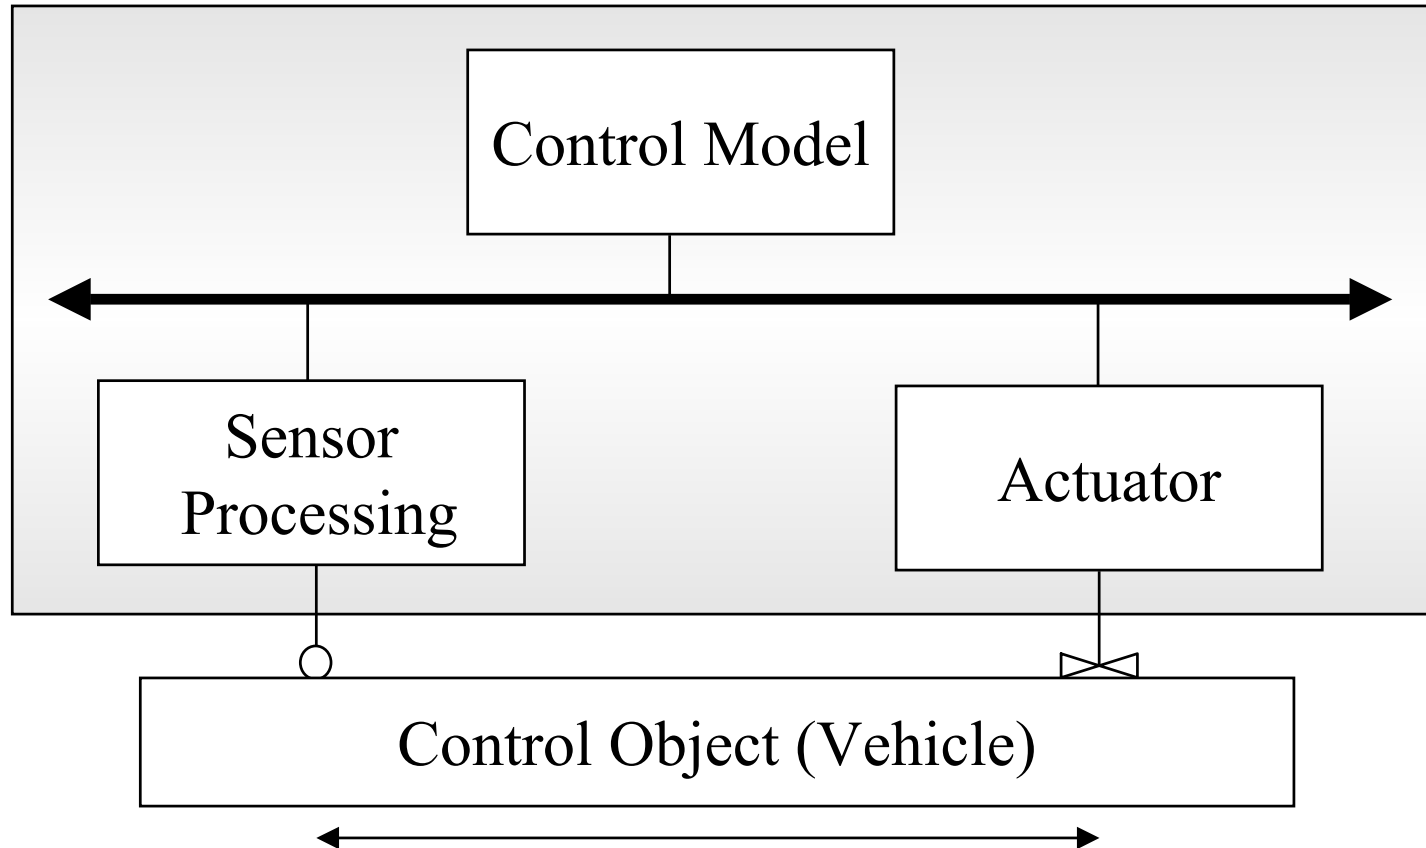 Control Model
Sensor
Processing
Actuator
Control Object (Vehicle)